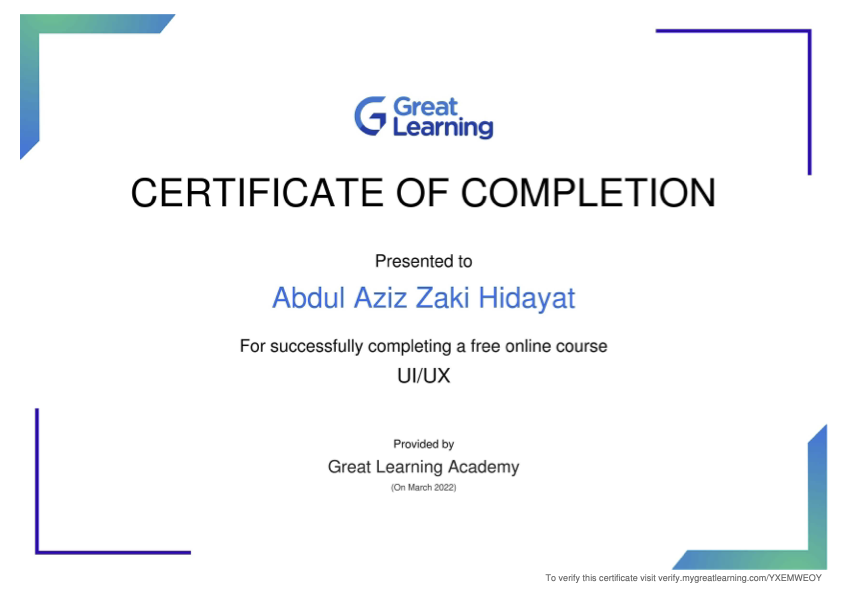 Great
Learning
CERTIFICATE OF COMPLETION
Presented to
Abdul Aziz Zaki Hidayat
For successfully completing a free online course
UI/UX
Provided by
Great Learning Academy
(On March 2022)
To verify this certificate visit verify.mygreatlearning.com/YXEMWEOY